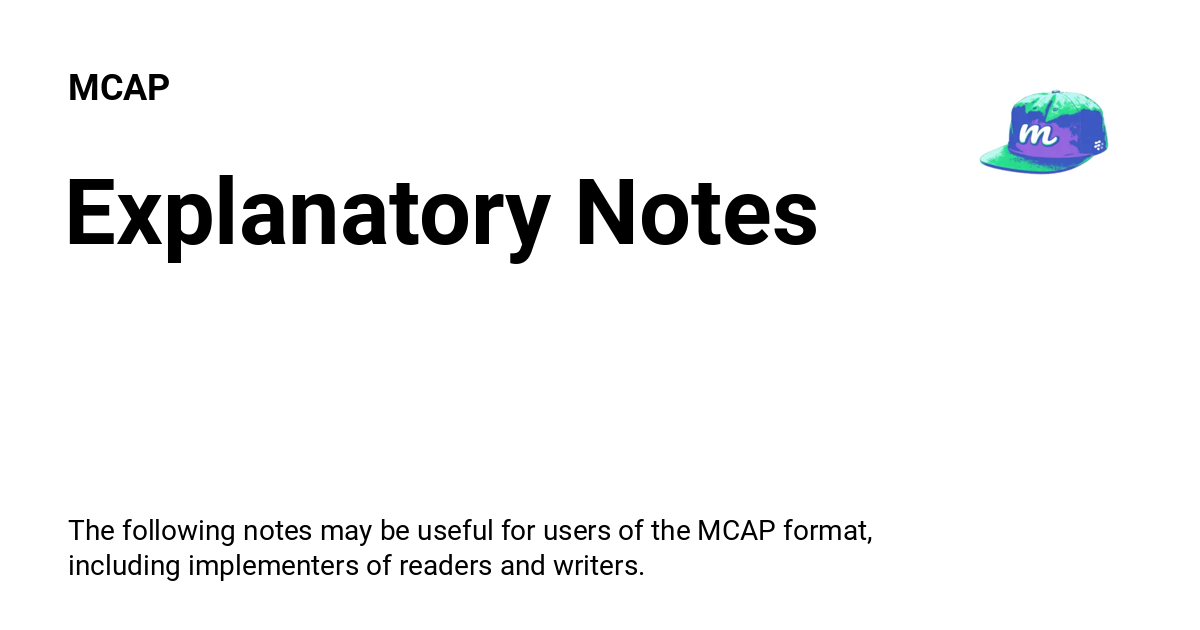 MCAP
m
Explanatory Notes
The following notes may be useful for users of the MCAP format,
including implementers of readers and writers.